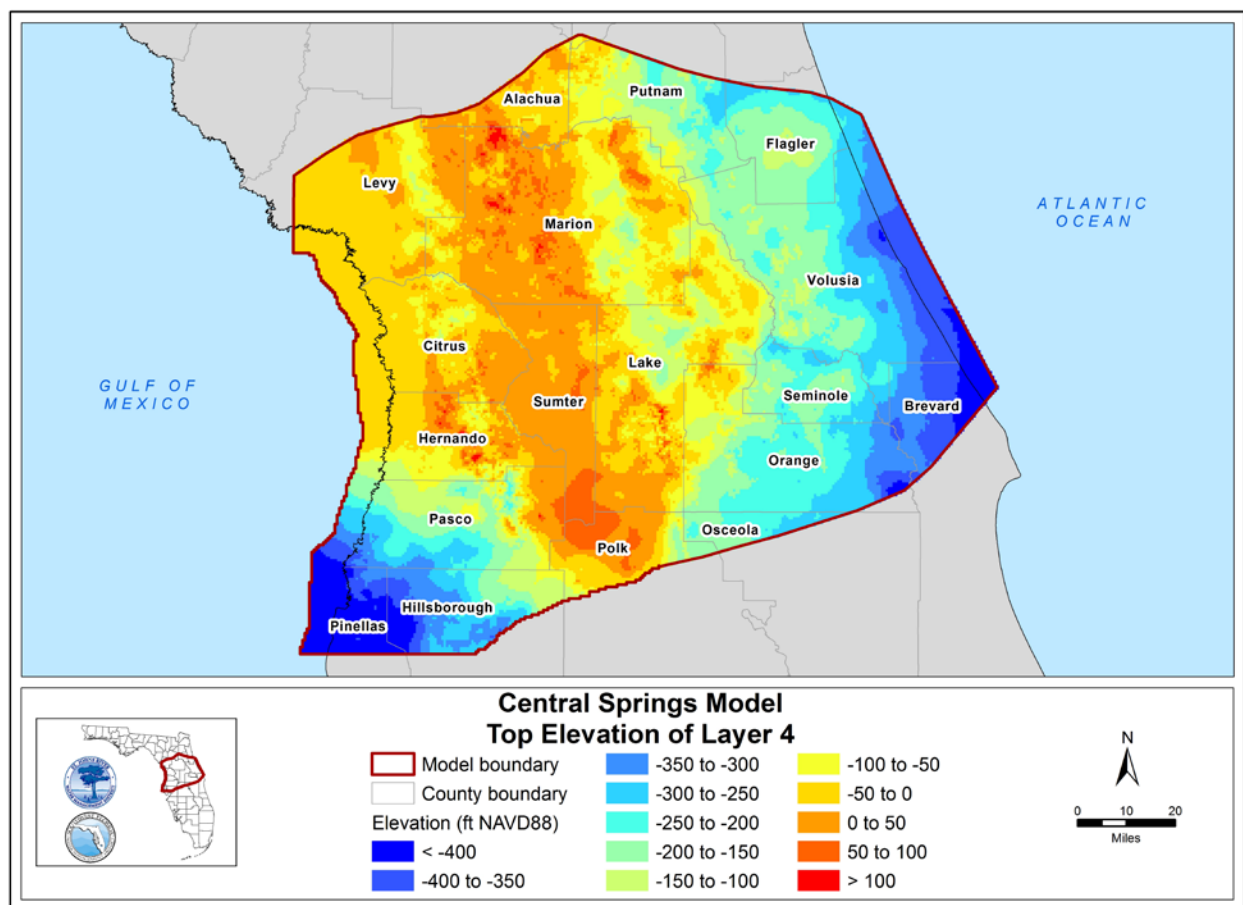 Alachua
Putnam
Flagler
Levy
Marion
ATLANTIC
OCEAN
Volusia
Citrus
Lake
GULF OF
MEXICO
Sumter
Seminole
Brevard
Hernando
Orange
Pasco
Osceola
Polk
Hillsborough
Pinellas
Central Springs Model
Top Elevation of Layer 4
Model boundary
County boundary
Elevation (ft NAVD88)
< -400
-400 to -350
-350 to -300
-300 to -250
-250 to -200
-200 to -150
-150 to -100
-100 to -50
-50 to 0
0 to 50
50 to 100
> 100
N
0 10 20
Miles